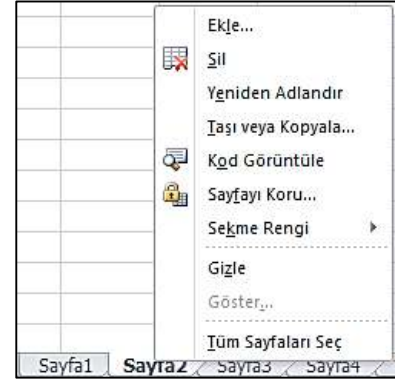 Ekle...
Sil
Yeniden Adlandır
Taşı veya Kopyala...
Kod Görüntüle
Sayfayı Koru...
Sekme Rengi
Gizle
Göster...
Tüm Sayfaları Seç
Sayfa1 Sayfa2 Sayfa3 Sayfa4